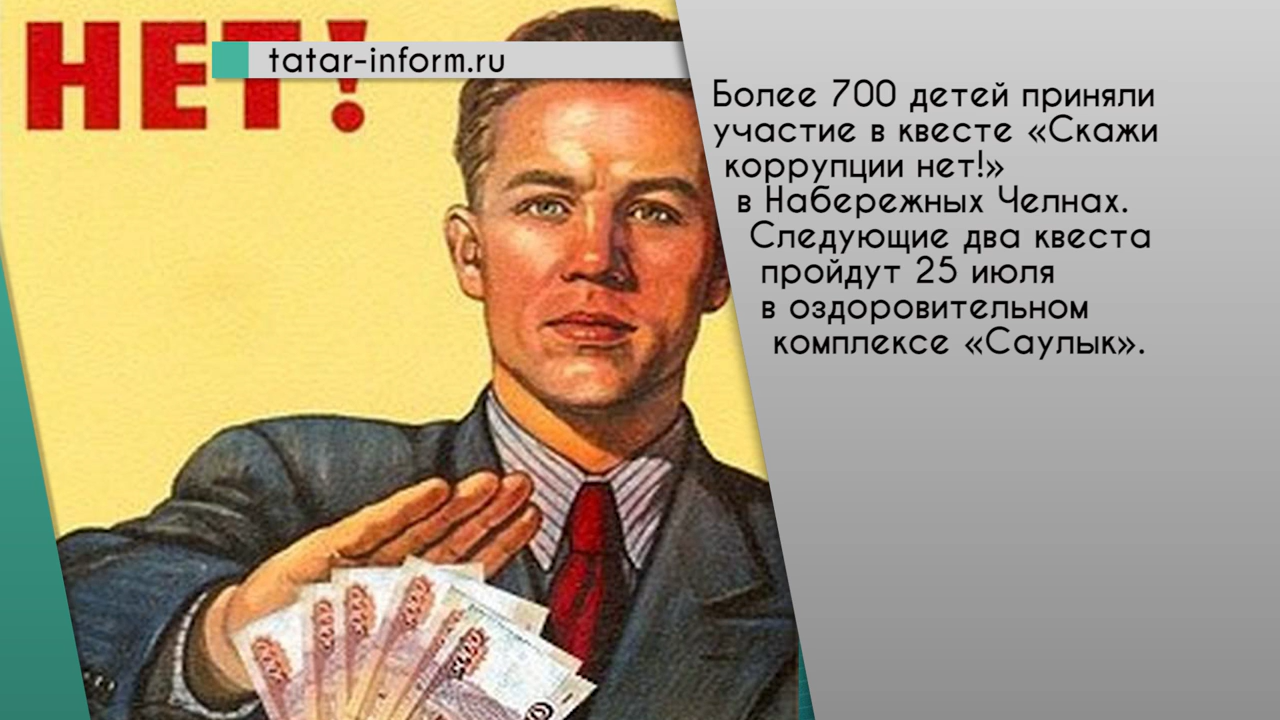 НЕТ!
tatar-inform.ru
Более 700 детей приняли
участие в квесте «Скажи
коррупции нет!»
в Набережных Челнах.
Следующие два квеста
пройдут 25 июля
в оздоровительном
комплексе «Саулык».